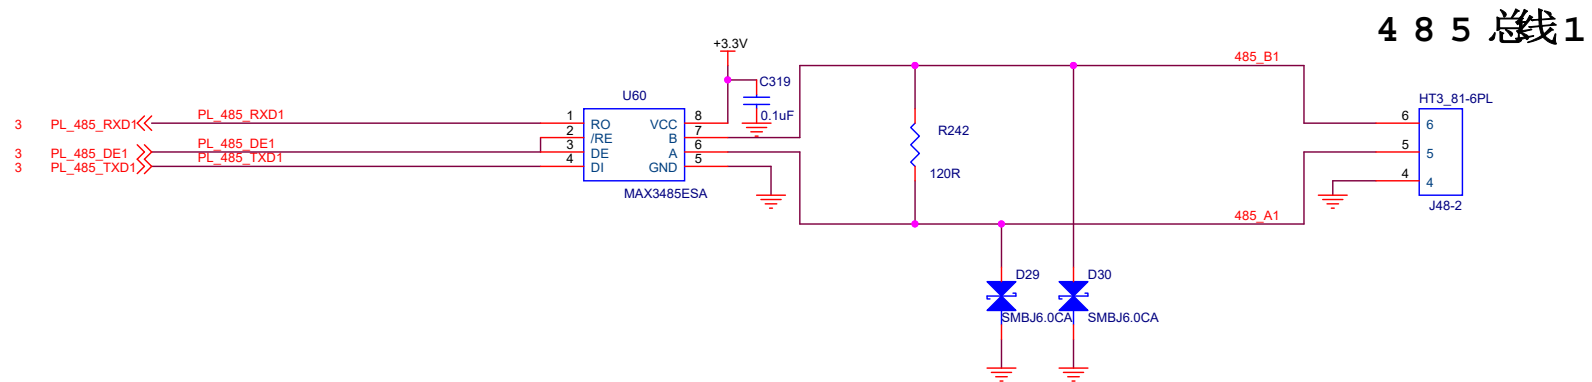 485总线1
+3.3V
485_B1
C319
U60
HT3_81-6PL
3 PL_485_RXD1 PL_485_RXD1 1 RO VCC 8 0.1uF 6 6
2 /RE B 7 R242
3 PL_485_DE1 PL_485_DE1 3 DE A 6 5 5
3 PL_485_TXD1 PL_485_TXD1 4 DI GND 5 120R 4 4
MAX3485ESA
J48-2
485_A1
D29 D30
SMBJ6.0CA SMBJ6.0CA